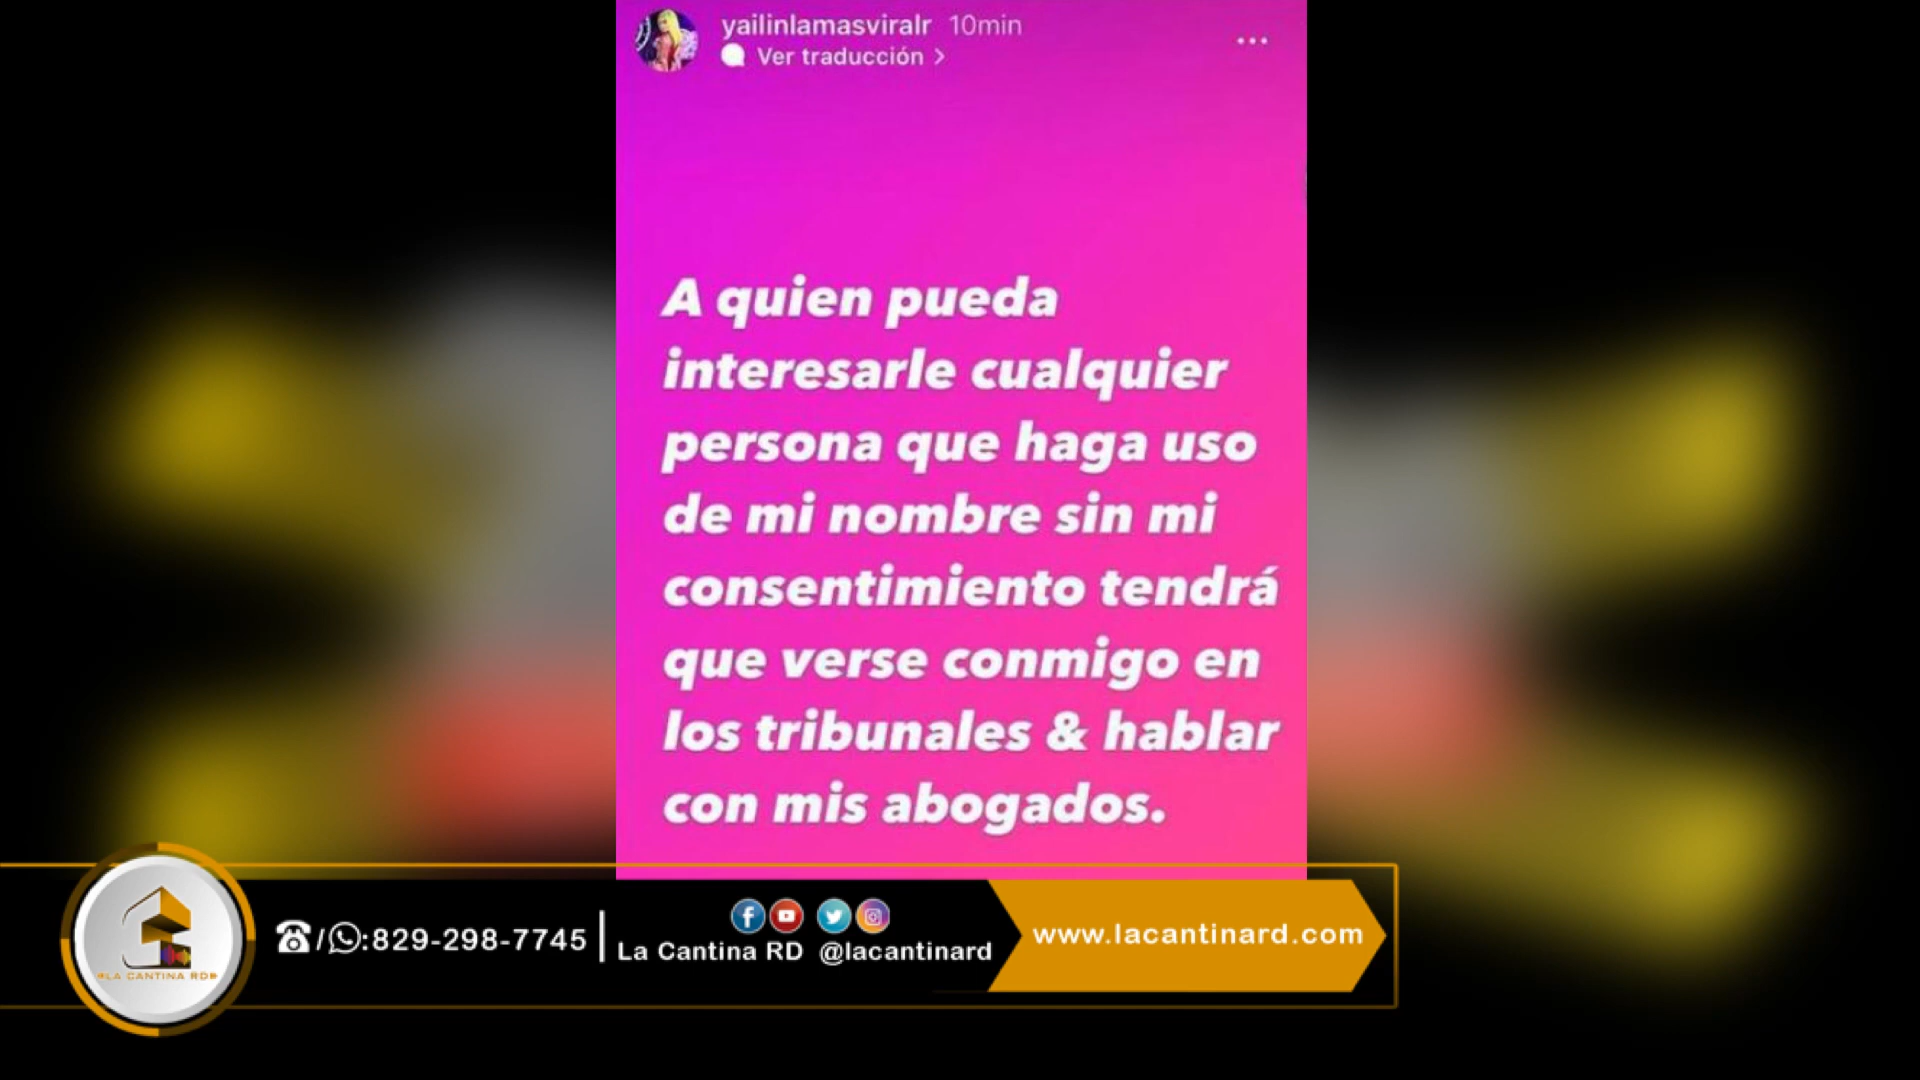 yailinlamasviralr 10min
Ver traducción >
A quien pueda
interesarle cualquier
persona que haga uso
de mi nombre sin mi
consentimiento tendrá
que verse conmigo en
los tribunales & hablar
con mis abogados.
LA CANTINA RD
/ :829-298-7745
La Cantina RD @lacantinard
www.lacantinard.com